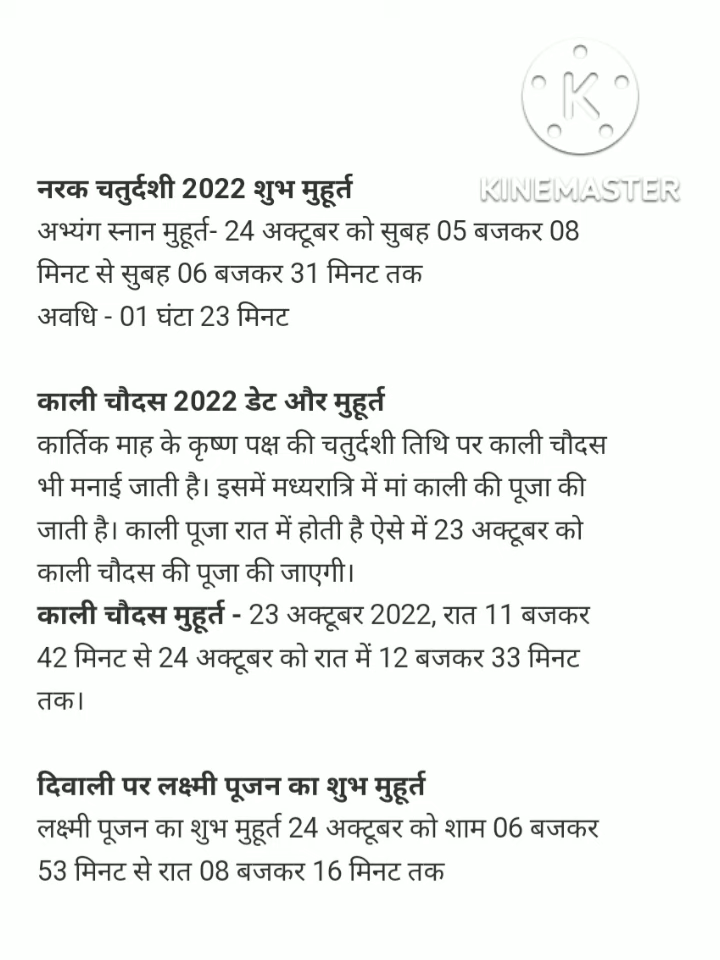 K
KINEMASTER
नरक चतुर्दशी 2022 शुभ मुहूर्त
अभ्यंग स्नान मुहूर्त- 24 अक्टूबर को सुबह 05 बजकर 08
मिनट से सुबह 06 बजकर 31 मिनट तक
अवधि - 01 घंटा 23 मिनट
काली चौदस 2022 डेट और मुहूर्त
कार्तिक माह के कृष्ण पक्ष की चतुर्दशी तिथि पर काली चौदस
भी मनाई जाती है। इसमें मध्यरात्रि में मां काली की पूजा की
जाती है। काली पूजा रात में होती है ऐसे में 23 अक्टूबर को
काली चौदस की पूजा की जाएगी।
काली चौदस मुहूर्त - 23 अक्टूबर 2022, रात 11 बजकर
42 मिनट से 24 अक्टूबर को रात में 12 बजकर 33 मिनट
तक।
दिवाली पर लक्ष्मी पूजन का शुभ मुहूर्त
लक्ष्मी पूजन का शुभ मुहूर्त 24 अक्टूबर को शाम 06 बजकर
53 मिनट से रात 08 बजकर 16 मिनट तक